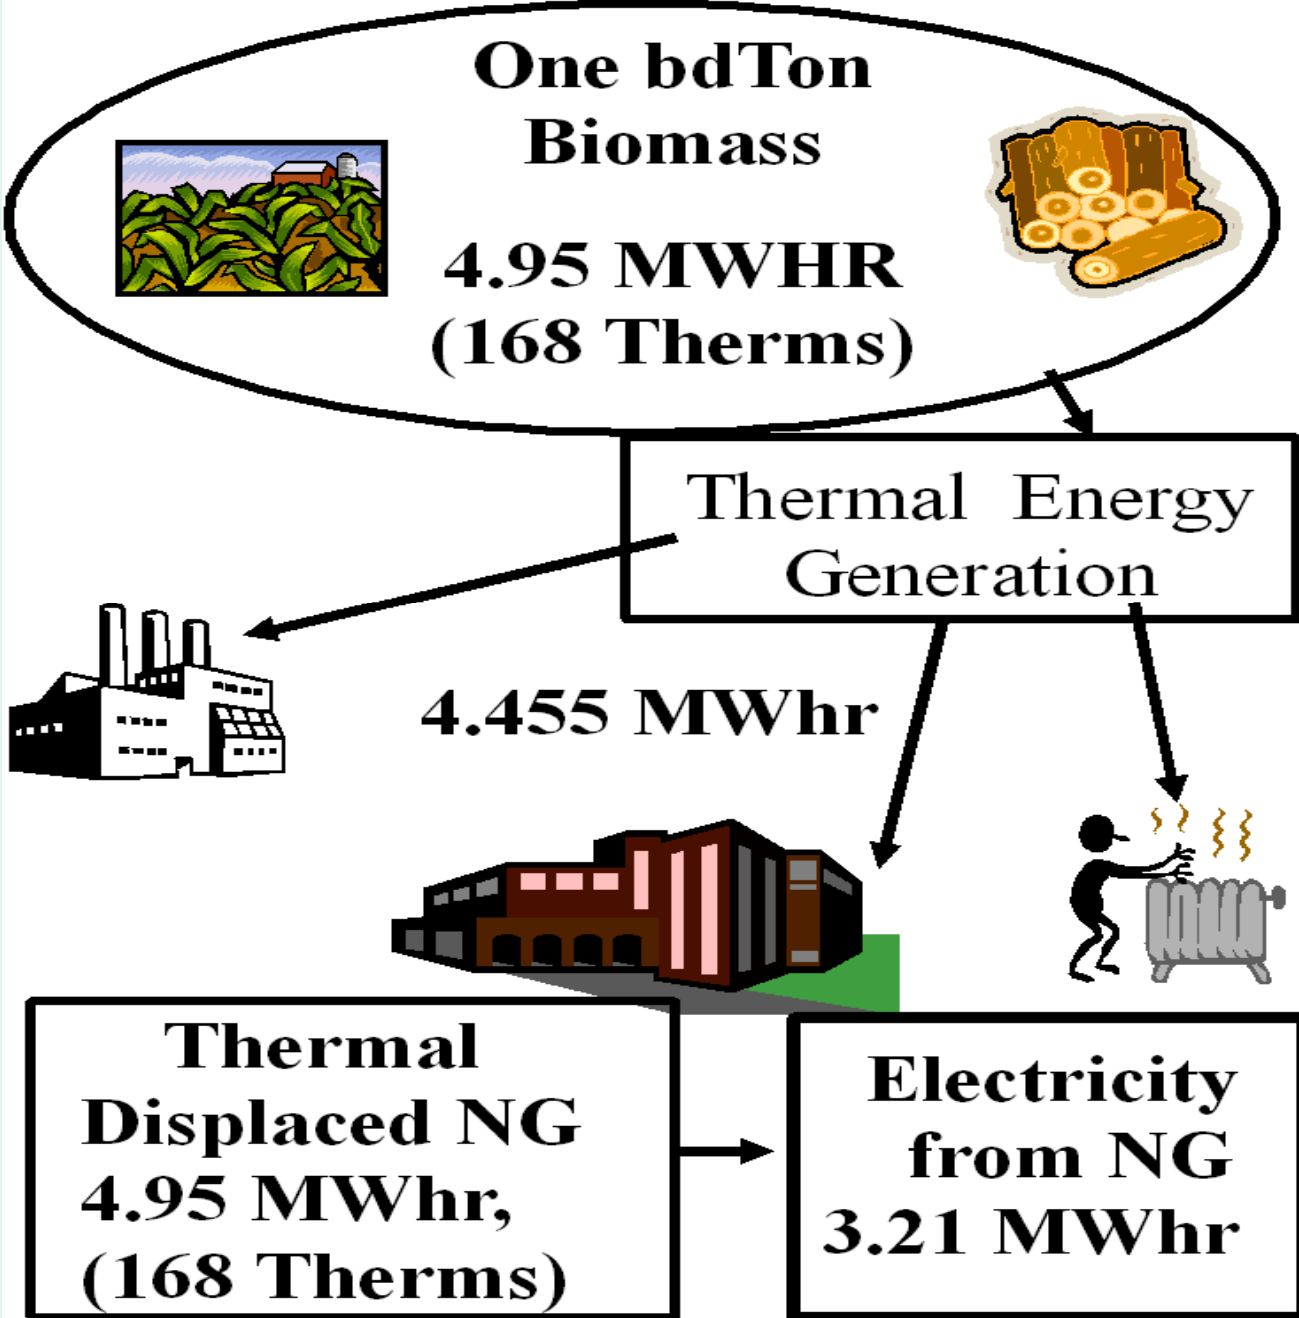 One bdTon
Biomass
4.95 MWHR
(168 Therms)
Thermal Energy
Generation
4.455 MWhr
Thermal
Displaced NG
4.95 MWhr,
(168 Therms)
Electricity
from NG
3.21 MWhr